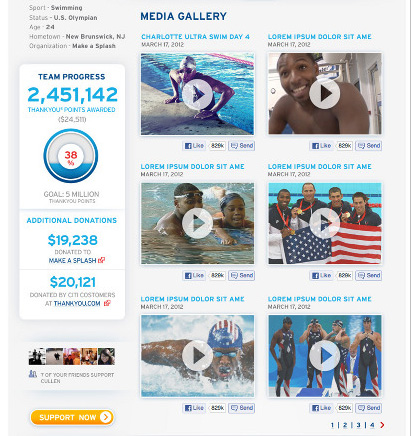 Sport - Swimming
Status - U.S. Olympian
Age - 24
Hometown - New Brunswick, NJ
Organization - Make a Splash
TEAM PROGRESS
2,451,142
THANKYOU® POINTS AWARDED
($24,511)
38
%
GOAL: 5 MILLION
THANKYOU POINTS
ADDITIONAL DONATIONS
$19,238
DONATED TO
MAKE A SPLASH
$20,121
DONATED BY CITI CUSTOMERS
AT THANKYOU.COM
7 OF YOUR FRIENDS SUPPORT
CULLEN
SUPPORT NOW
MEDIA GALLERY
CHARLOTTE ULTRA SWIM DAY 4
MARCH 17, 2012
Like 829k Send
LOREM IPSUM DOLOR SIT AME
MARCH 17, 2012
Like 829k Send
LOREM IPSUM DOLOR SIT AME
MARCH 17, 2012
Like 829k Send
LOREM IPSUM DOLOR SIT AME
MARCH 17, 2012
Like 829k Send
LOREM IPSUM DOLOR SIT AME
MARCH 17, 2012
Like 829k Send
LOREM IPSUM DOLOR SIT AME
MARCH 17, 2012
Like 829k Send
1 | 2 | 3 | 4 >